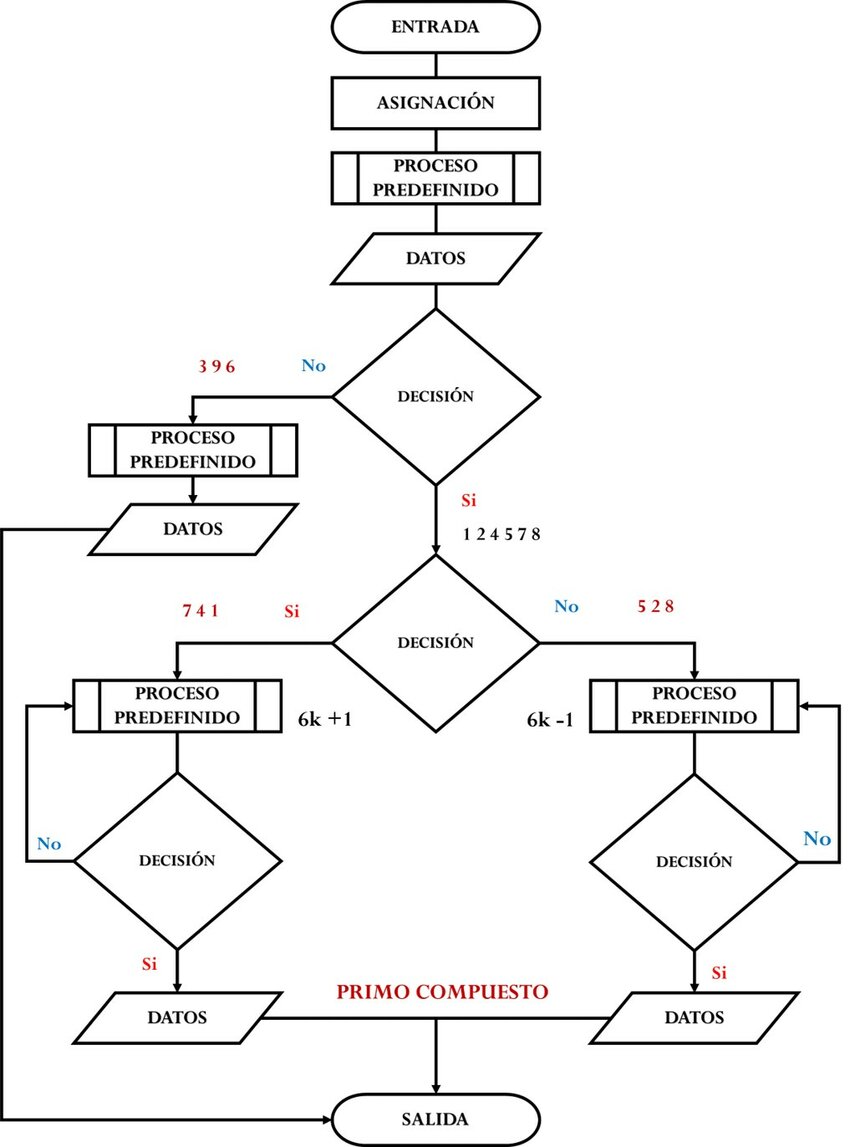 ENTRADA
ASIGNACIÓN
PROCESO
PREDEFINIDO
DATOS
3 9 6
No
DECISIÓN
PROCESO
PREDEFINIDO
DATOS
Si
1 2 4 5 7 8
7 4 1
Si
DECISIÓN
No
5 2 8
PROCESO
PREDEFINIDO
6k +1
6k -1
PROCESO
PREDEFINIDO
No
DECISIÓN
DECISIÓN
No
Si
Si
PRIMO COMPUESTO
DATOS
DATOS
SALIDA